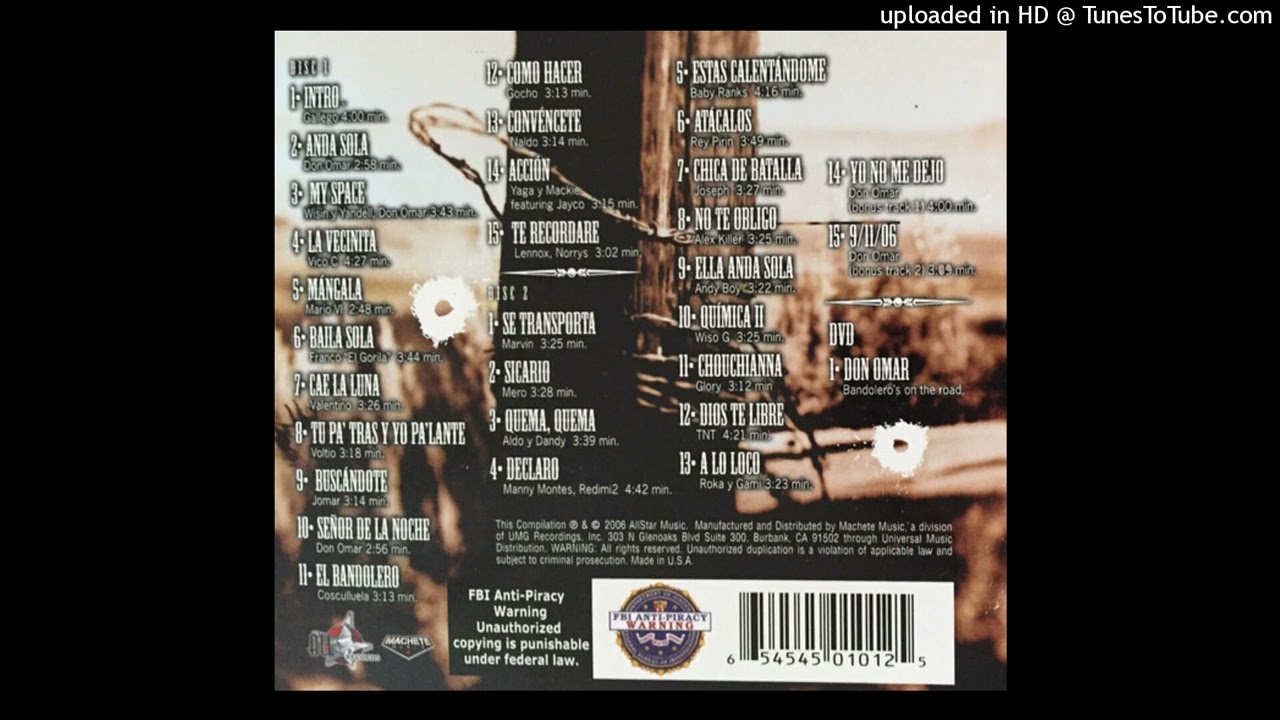 uploaded in HD @ TunesToTube.com
DISC 1
1• INTRO
Gallego 4:00 min.
2• ANDA SOLA
Don Omar 2:58 min.
3• MY SPACE
Wisin y Yandell, Don Omar 3:43 min.
4• LA VECINITA
Vico C 4:27 min.
5• MÁNGALA
Mario VI 2:48 min.
6• BAILA SOLA
Franco "El Gorila" 3:44 min.
7• CAE LA LUNA
Valentino 3:26 min.
8• TU PA' TRAS Y YO PA'LANTE
Voltio 3:18 min.
9• BUSCÁNDOTE
Jomar 3:14 min.
10• SEÑOR DE LA NOCHE
Don Omar 2:56 min.
11• EL BANDOLERO
Cosculluela 3:13 min.
12• COMO HACER
Gocho 3:13 min.
13• CONVÉNCETE
Naldo 3:14 min.
14• ACCIÓN
Yaga y Mackie
featuring Jayco 3:15 min.
15• TE RECORDARE
Lennox, Norrys 3:02 min.
DISC 2
1• SE TRANSPORTA
Marvin 3:25 min.
2• SICARIO
Mero 3:28 min.
3• QUEMA, QUEMA
Aldo y Dandy 3:39 min.
4• DECLARO
Manny Montes, Redimi2 4:42 min.
5• ESTAS CALENTÁNDOME
Baby Ranks 4:16 min.
6• ATÁCALOS
Rey Pirin 3:49 min.
7• CHICA DE BATALLA
Joseph 3:27 min.
8• NO TE OBLIGO
Alex Killer 3:25 min.
9• ELLA ANDA SOLA
Andy Boy 3:22 min.
10• QUÍMICA II
Wiso G. 3:25 min.
11• CHOUCHIANNA
Glory 3:12 min
12• DIOS TE LIBRE
TNT 4:21 min.
13• A LO LOCO
Roka y Gami 3:23 min.
14• YO NO ME DEJO
Don Omar
(bonus track 1) 4:00 min.
15• 9/11/06
Don Omar
(bonus track 2) min.
DVD
1• DON OMAR
Bandolero's on the road.
This Compilation ℗ & © 2006 AllStar Music. Manufactured and Distributed by Machete Music, a division
of UMG Recordings, Inc. 303 N Glenoaks Blvd Suite 300. Burbank, CA 91502 through Universal Music
Distribution. WARNING: All rights reserved. Unauthorized duplication is a violation of applicable law and
subject to criminal prosecution. Made in U.S.A.
MACHETE
FBI Anti-Piracy
Warning
Unauthorized
copying is punishable
under federal law.
FBI ANTI-PIRACY
WARNING
6 54545 01012 5